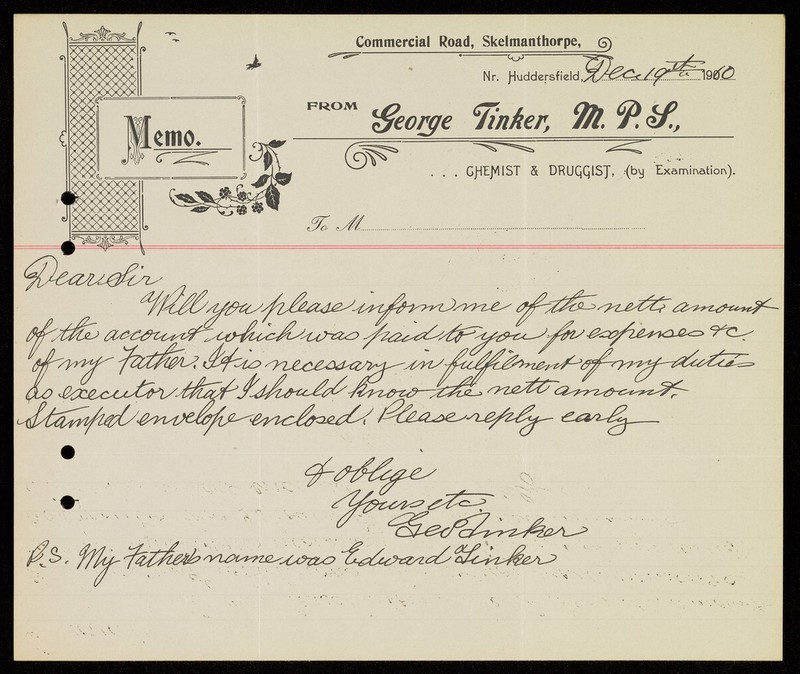 Commercial Road, Skelmanthorpe,
Nr. Huddersfield, Dec. 19th 1910
Memo.
FROM
George Tinker, M. P. S.,
. . . CHEMIST & DRUGGIST, (by Examination).
To M
Dear Sir
Will you please inform me of the nett amount
of the account which was paid to you for expenses &c.
of my Father. It is necessary in fulfilment of my duties
as executor that I should know the nett amount.
Stamped envelope enclosed. Please reply early
& oblige
Yours etc
Geo Tinker
P.S. My Father's name was Edward Tinker